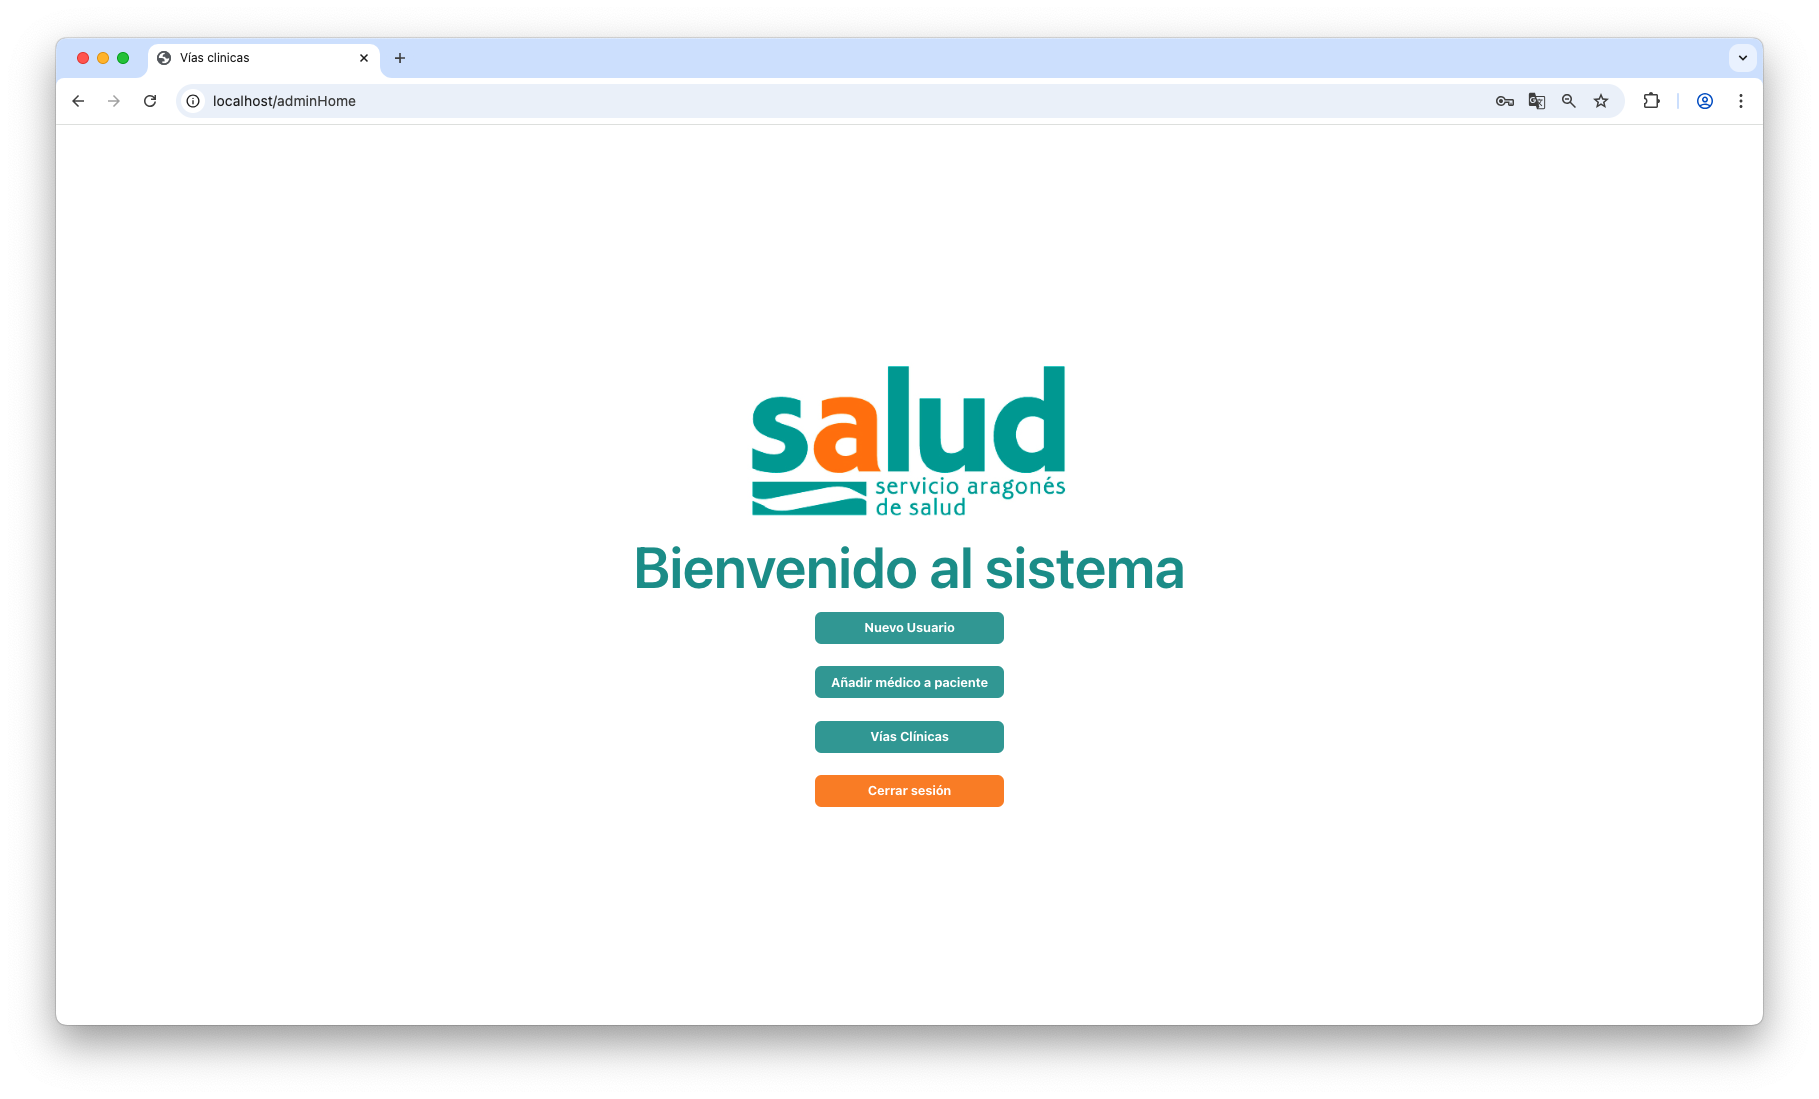 Vías clinicas
localhost/adminHome
salud
servicio aragonés
de salud
Bienvenido al sistema
Nuevo Usuario
Añadir médico a paciente
Vías Clínicas
Cerrar sesión